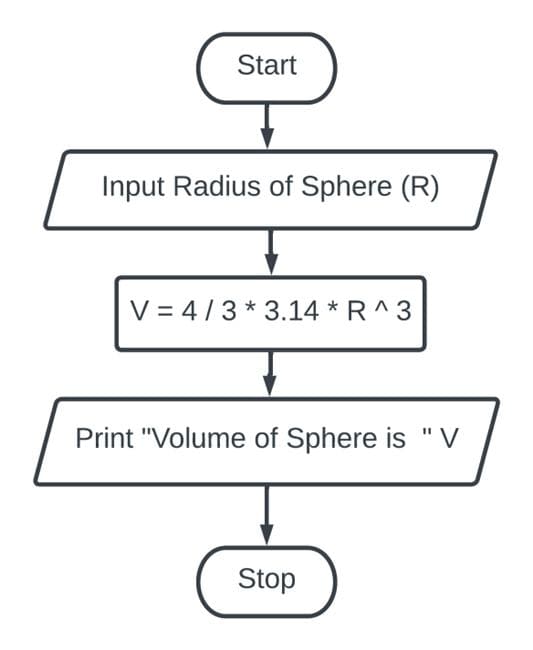 Start
Input Radius of Sphere (R)
V = 4 / 3 * 3.14 * R ^ 3
Print "Volume of Sphere is  " V
Stop